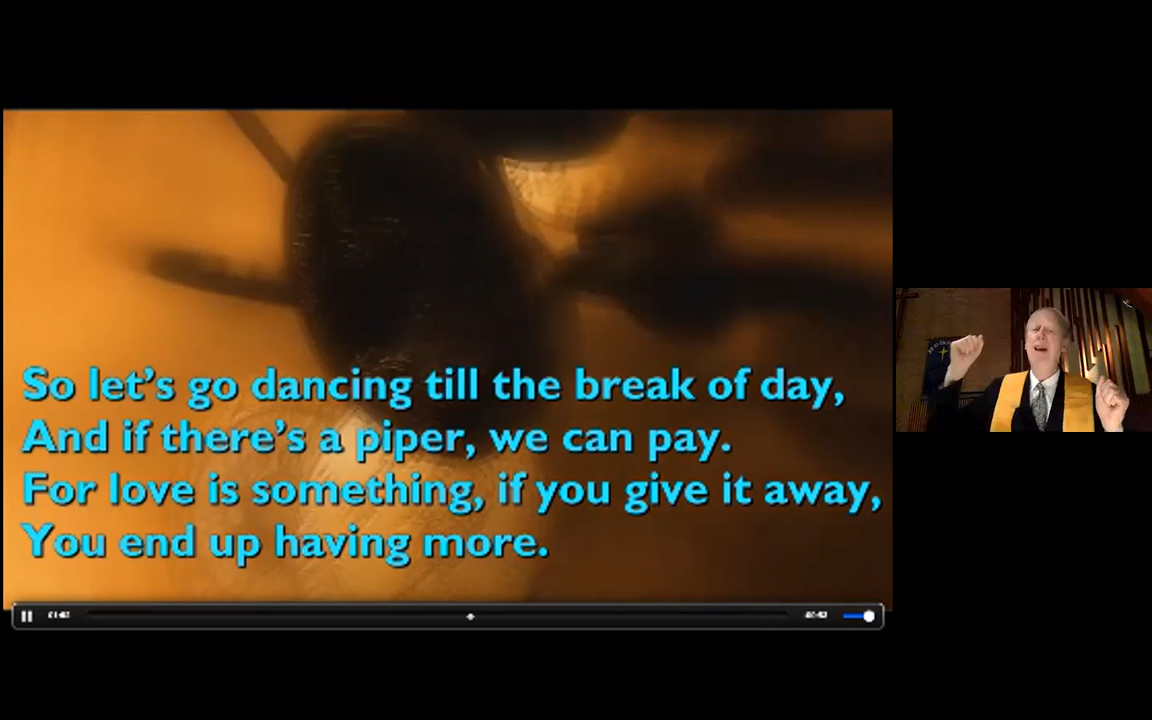 So let's go dancing till the break of day,
And if there's a piper, we can pay.
For love is something, if you give it away,
You end up having more.